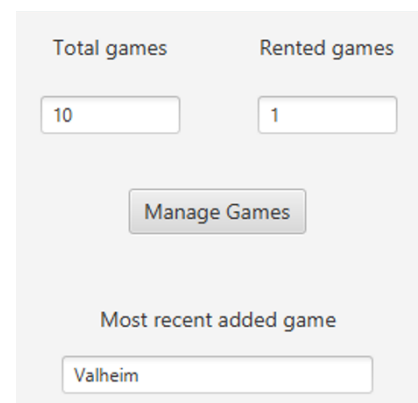 Total games Rented games
10 1
Manage Games
Most recent added game
Valheim